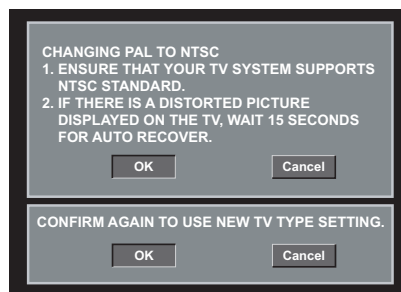 CHANGING PAL TO NTSC
1. ENSURE THAT YOUR TV SYSTEM SUPPORTS
NTSC STANDARD.
2. IF THERE IS A DISTORTED PICTURE
DISPLAYED ON THE TV, WAIT 15 SECONDS
FOR AUTO RECOVER.
OK Cancel
CONFIRM AGAIN TO USE NEW TV TYPE SETTING.
OK Cancel